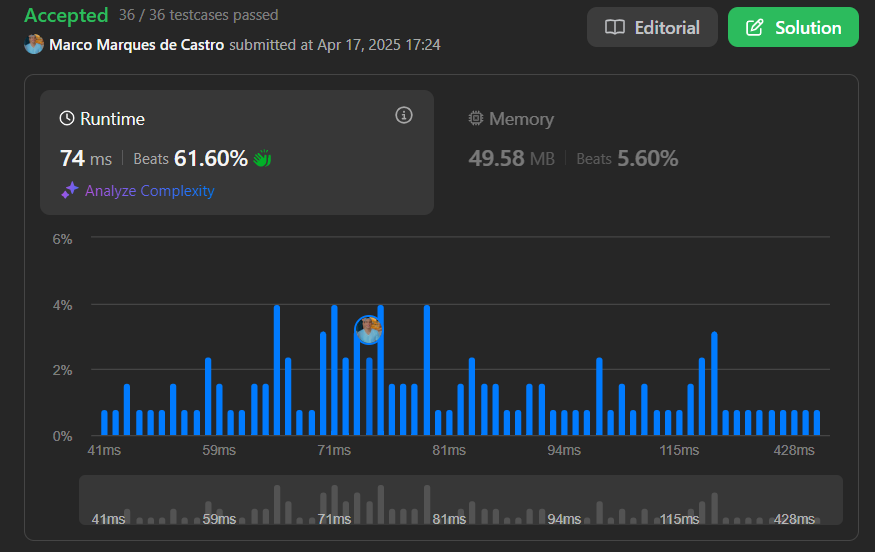 Accepted 36 / 36 testcases passed
Marco Marques de Castro submitted at Apr 17, 2025 17:24
Editorial
Solution
Runtime
74 ms Beats 61.60%
Analyze Complexity
Memory
49.58 MB Beats 5.60%
6%
4%
2%
0%
41ms 59ms 71ms 81ms 94ms 115ms 428ms
41ms 59ms 71ms 81ms 94ms 115ms 428ms